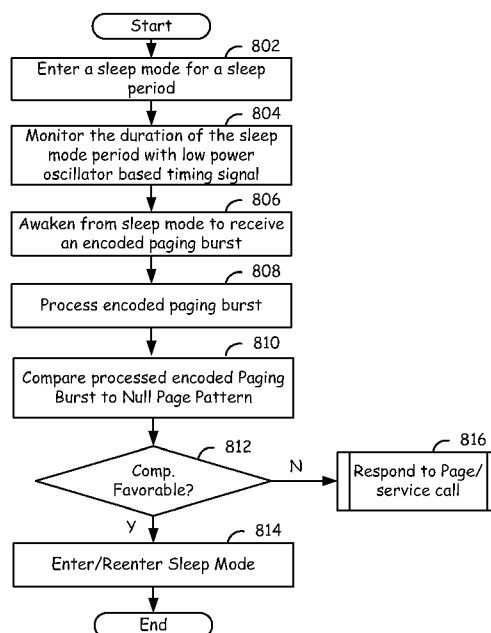 Start
802
Enter a sleep mode for a sleep
period
804
Monitor the duration of the sleep
mode period with low power
oscillator based timing signal
806
Awaken from sleep mode to receive
an encoded paging burst
808
Process encoded paging burst
810
Compare processed encoded Paging
Burst to Null Page Pattern
812
Comp.
Favorable?
N
816
Respond to Page/
service call
Y
814
Enter/Reenter Sleep Mode
End